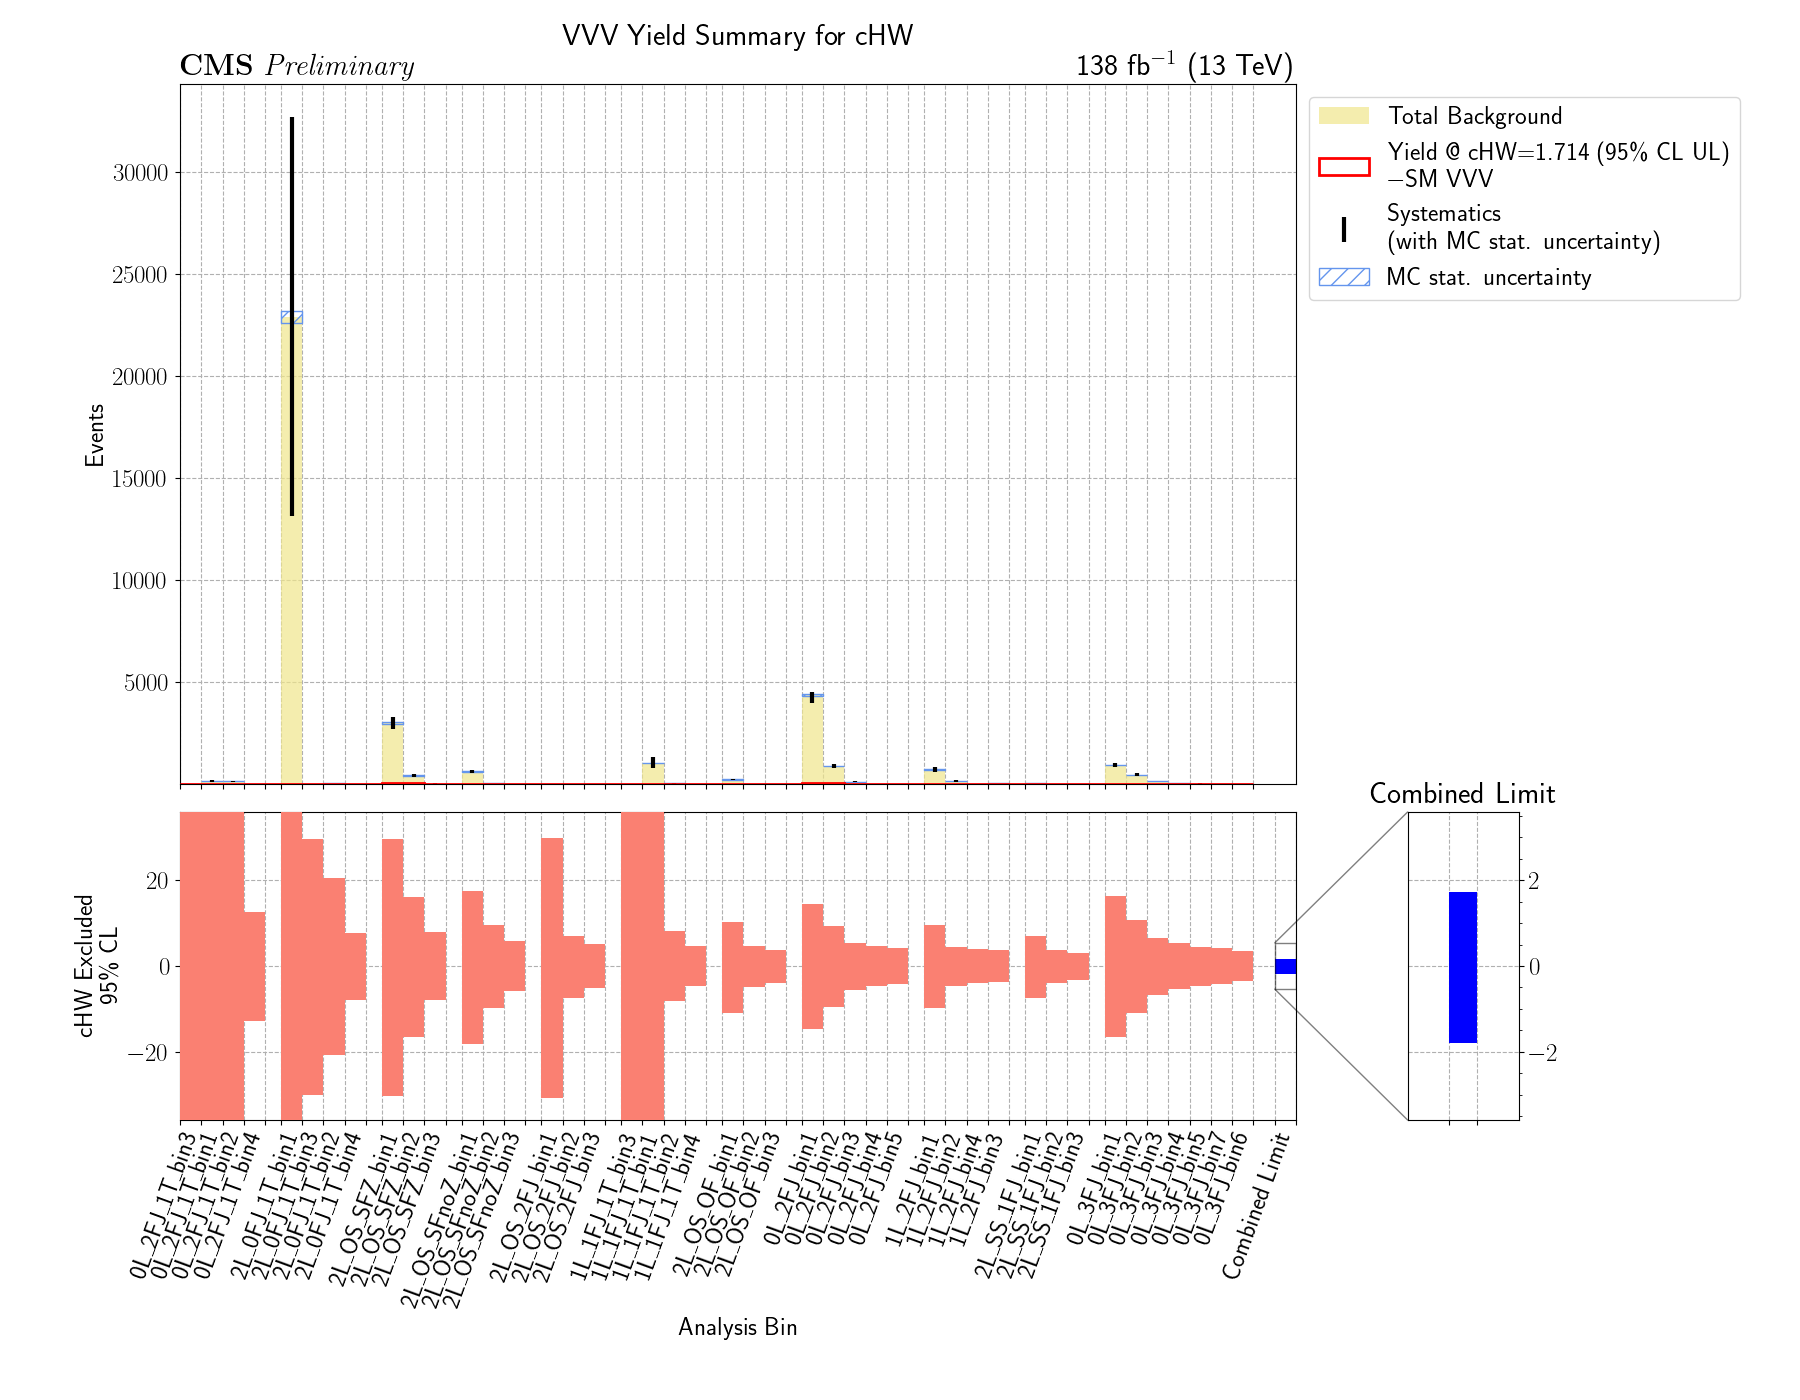 VVV Yield Summary for cHW
CMS Preliminary
138 fb⁻¹ (13 TeV)
Total Background
Yield @ cHW=1.714 (95% CL UL)
−SM VVV
Systematics
(with MC stat. uncertainty)
MC stat. uncertainty
30000
25000
20000
15000
10000
5000
Events
Combined Limit
20
0
−20
cHW Excluded
95% CL
2
0
−2
0L_2FJ_1T_bin3
0L_2FJ_1T_bin1
0L_2FJ_1T_bin2
0L_2FJ_1T_bin4
2L_0FJ_1T_bin1
2L_0FJ_1T_bin3
2L_0FJ_1T_bin2
2L_0FJ_1T_bin4
2L_OS_SFZ_bin1
2L_OS_SFZ_bin2
2L_OS_SFZ_bin3
2L_OS_SFnoZ_bin1
2L_OS_SFnoZ_bin2
2L_OS_SFnoZ_bin3
2L_OS_2FJ_bin1
2L_OS_2FJ_bin2
2L_OS_2FJ_bin3
1L_1FJ_1T_bin3
1L_1FJ_1T_bin1
1L_1FJ_1T_bin2
1L_1FJ_1T_bin4
2L_OS_OF_bin1
2L_OS_OF_bin2
2L_OS_OF_bin3
0L_2FJ_bin1
0L_2FJ_bin2
0L_2FJ_bin3
0L_2FJ_bin4
0L_2FJ_bin5
1L_2FJ_bin1
1L_2FJ_bin2
1L_2FJ_bin4
1L_2FJ_bin3
2L_SS_1FJ_bin1
2L_SS_1FJ_bin2
2L_SS_1FJ_bin3
0L_3FJ_bin1
0L_3FJ_bin2
0L_3FJ_bin3
0L_3FJ_bin4
0L_3FJ_bin5
0L_3FJ_bin7
0L_3FJ_bin6
Combined Limit
Analysis Bin